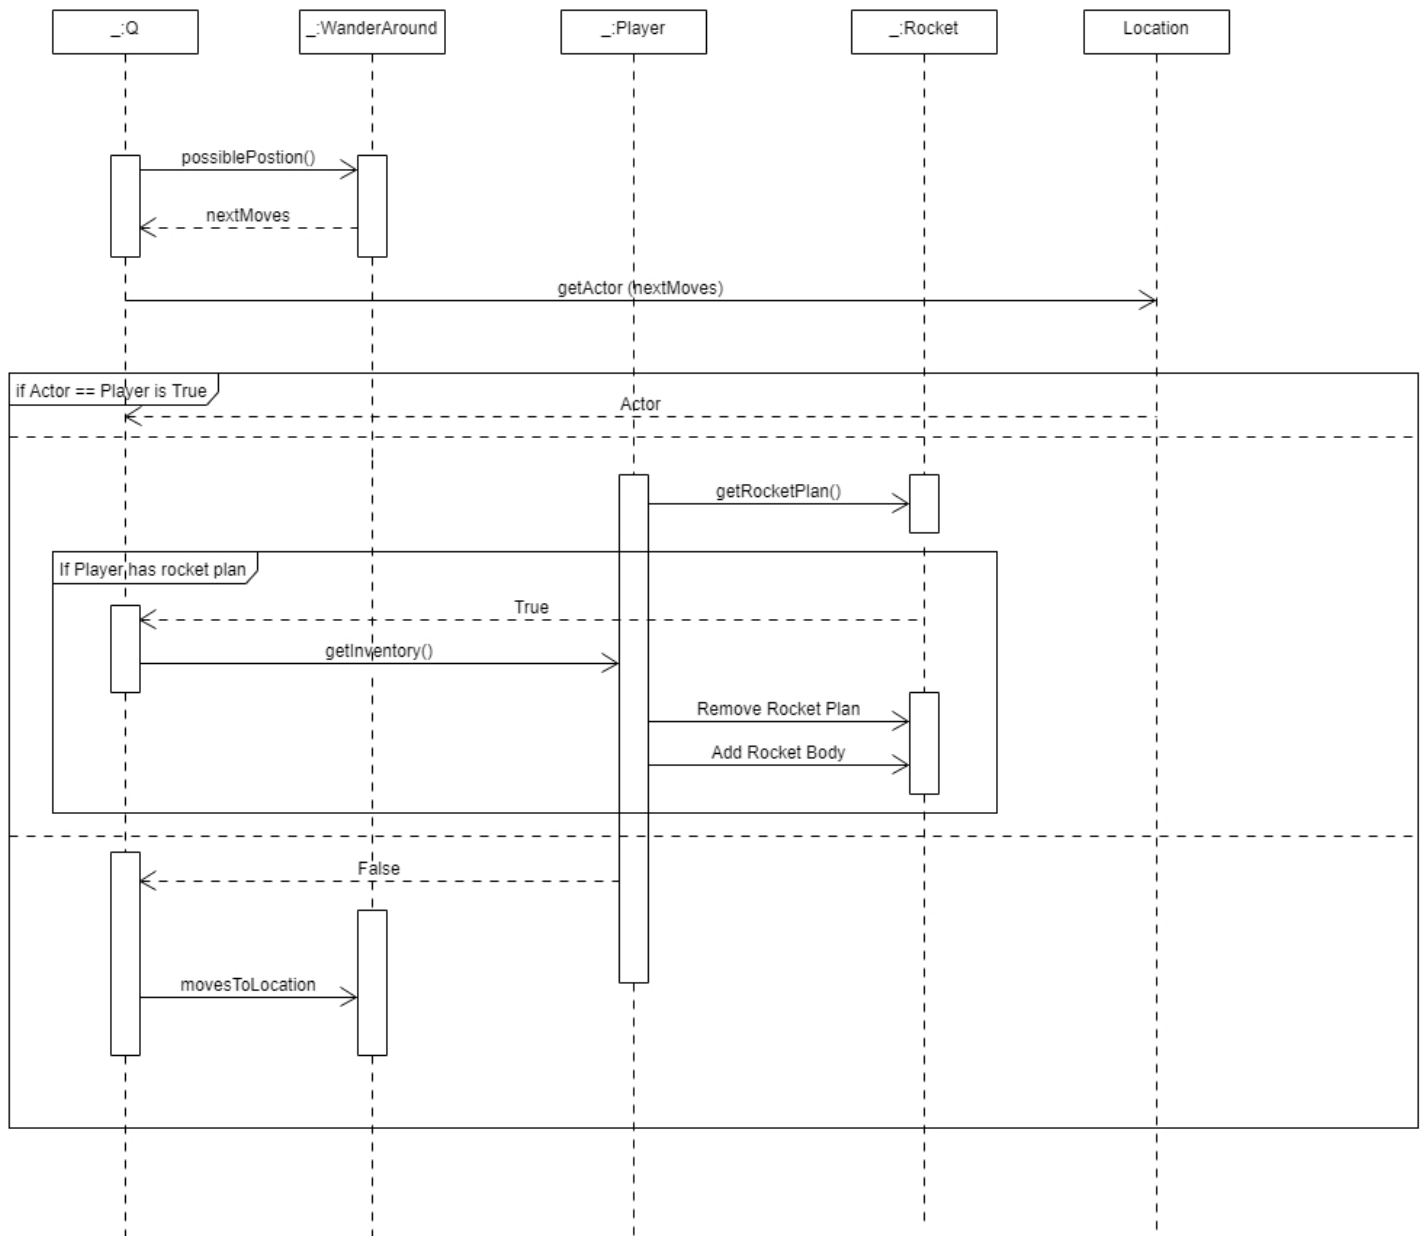 _:Q
_:WanderAround
_:Player
_:Rocket
Location
possiblePostion()
nextMoves
getActor (nextMoves)
if Actor == Player is True
Actor
getRocketPlan()
If Player has rocket plan
True
getInventory()
Remove Rocket Plan
Add Rocket Body
False
movesToLocation